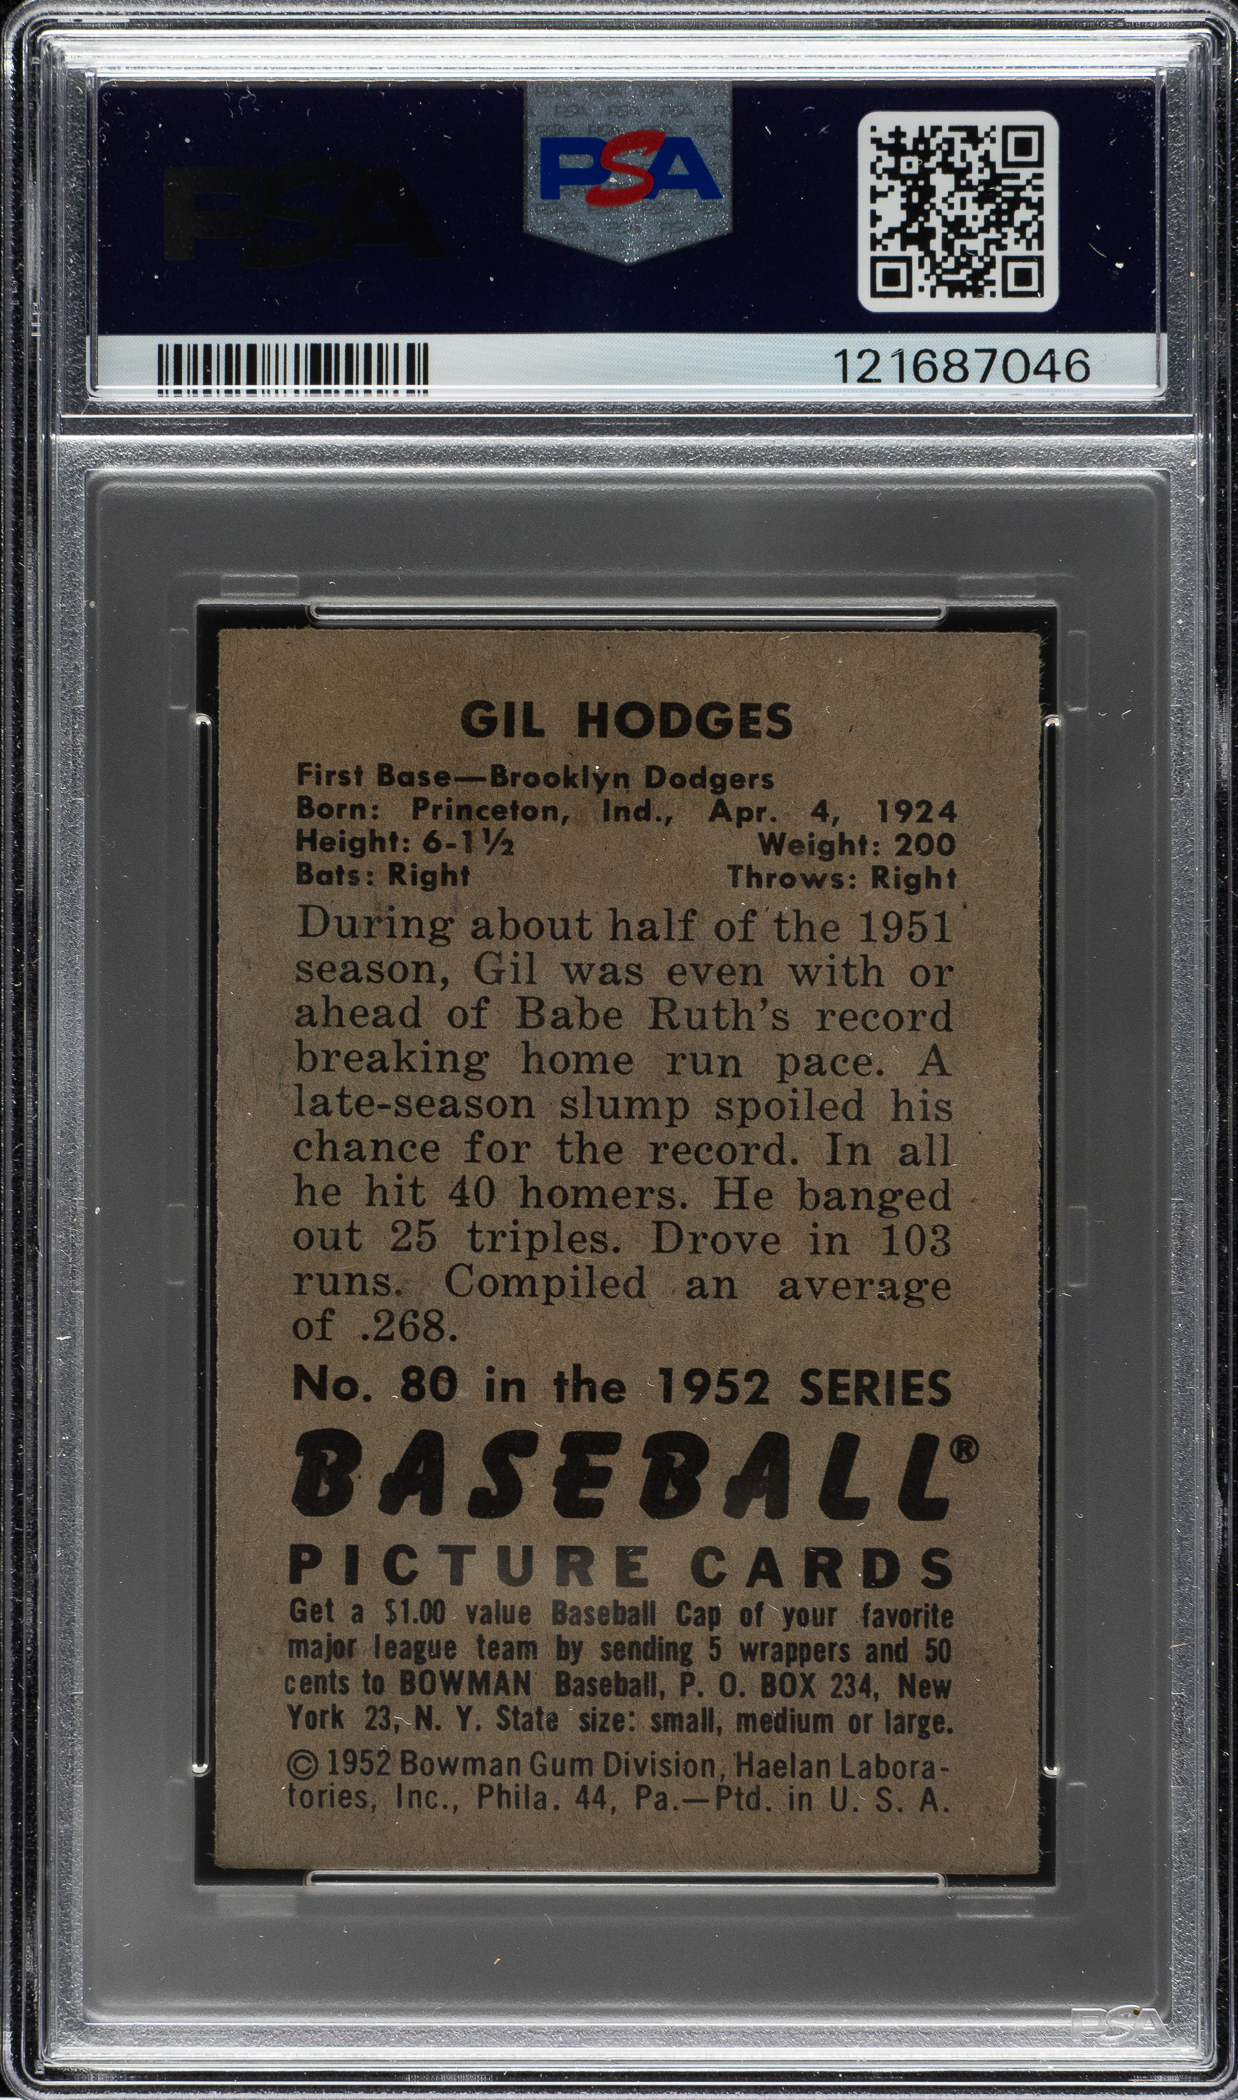 PSA
PSA
121687046
GIL HODGES
First Base—Brooklyn Dodgers
Born: Princeton, Ind., Apr. 4, 1924
Height: 6-1½ Weight: 200
Bats: Right Throws: Right
During about half of the 1951
season, Gil was even with or
ahead of Babe Ruth's record
breaking home run pace. A
late-season slump spoiled his
chance for the record. In all
he hit 40 homers. He banged
out 25 triples. Drove in 103
runs. Compiled an average
of .268.
No. 80 in the 1952 SERIES
BASEBALL®
PICTURE CARDS
Get a $1.00 value Baseball Cap of your favorite
major league team by sending 5 wrappers and 50
cents to BOWMAN Baseball, P. O. BOX 234, New
York 23, N. Y. State size: small, medium or large.
© 1952 Bowman Gum Division, Haelan Labora-
tories, Inc., Phila. 44, Pa.—Ptd. in U. S. A.
PSA